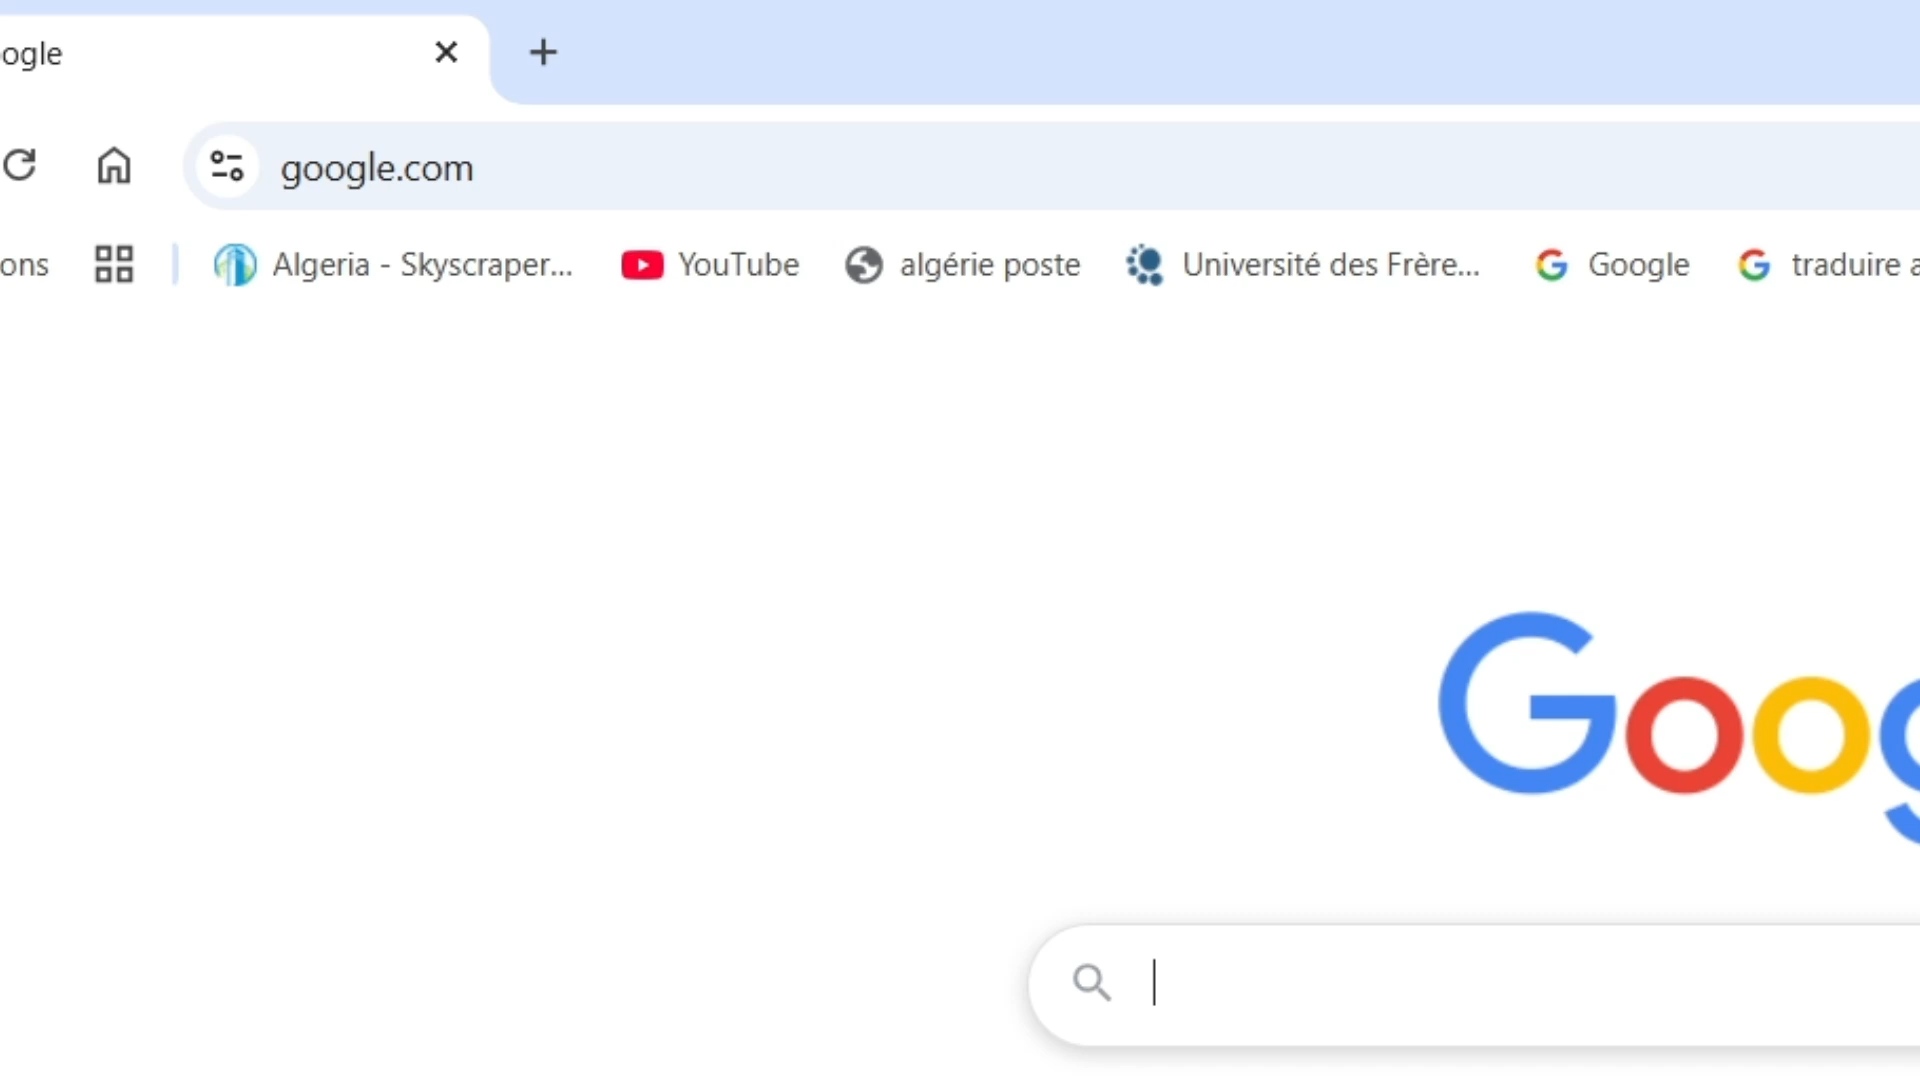 ogle
google.com
ons Algeria - Skyscraper... YouTube algérie poste Université des Frère... Google traduire a
Goog